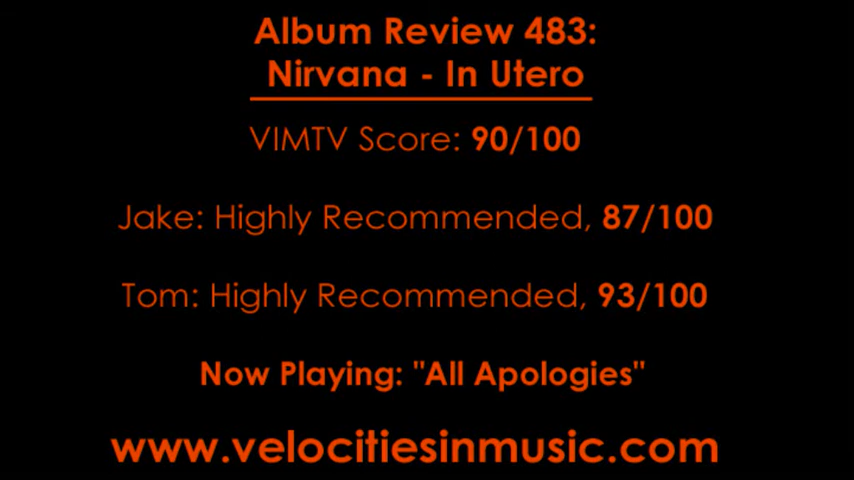 Album Review 483:
Nirvana - In Utero
VIMTV Score: 90/100
Jake: Highly Recommended, 87/100
Tom: Highly Recommended, 93/100
Now Playing: "All Apologies"
www.velocitiesinmusic.com